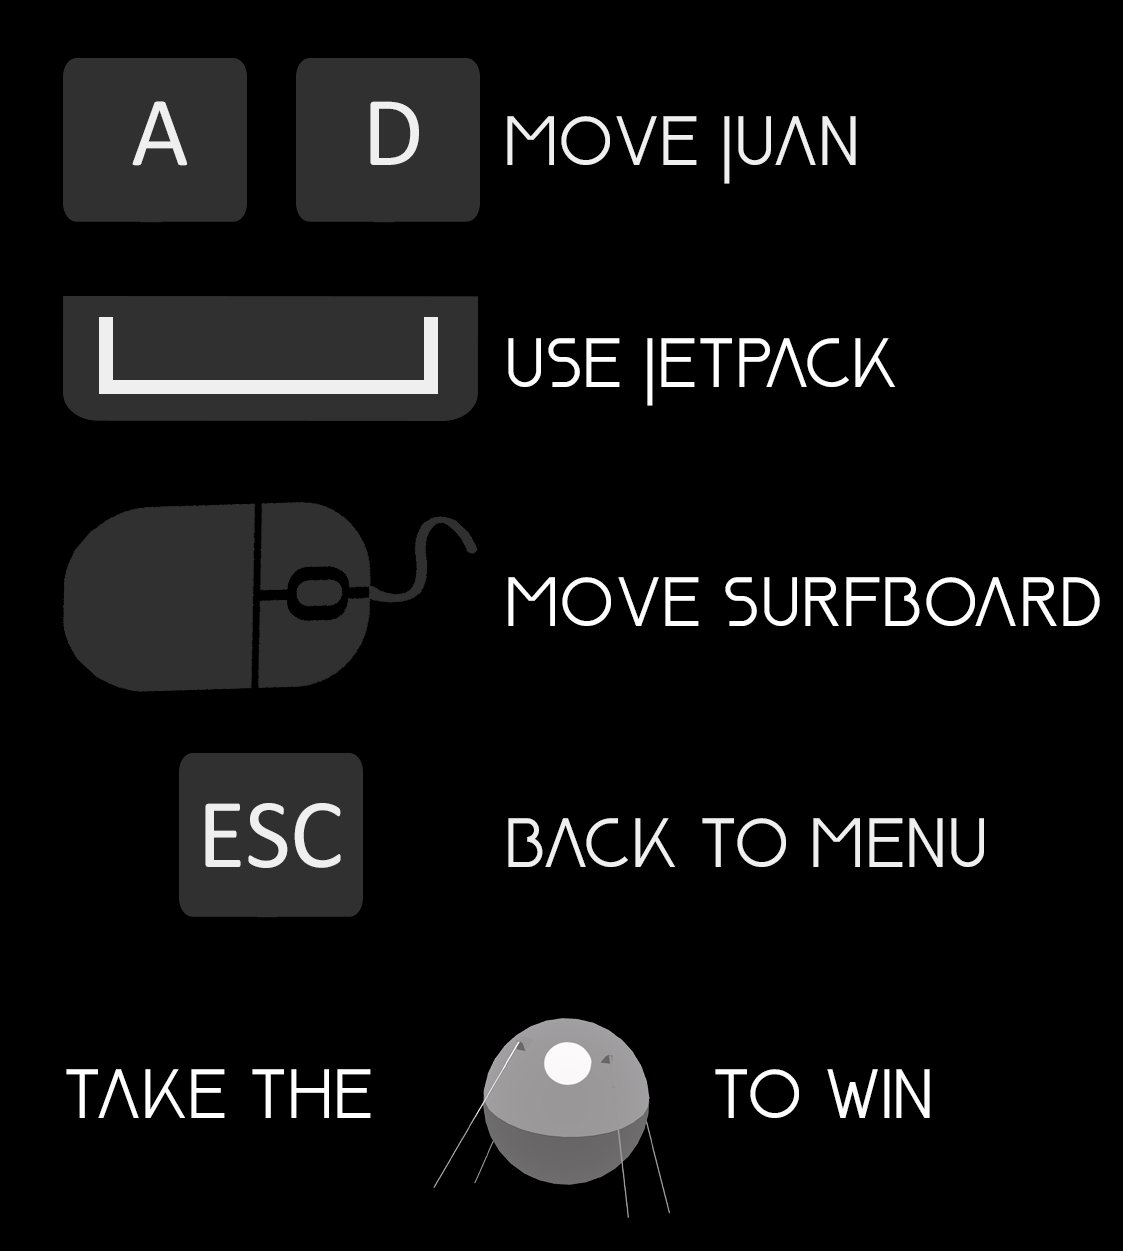 A D MOVE JUAN
USE JETPACK
MOVE SURFBOARD
ESC BACK TO MENU
TAKE THE TO WIN